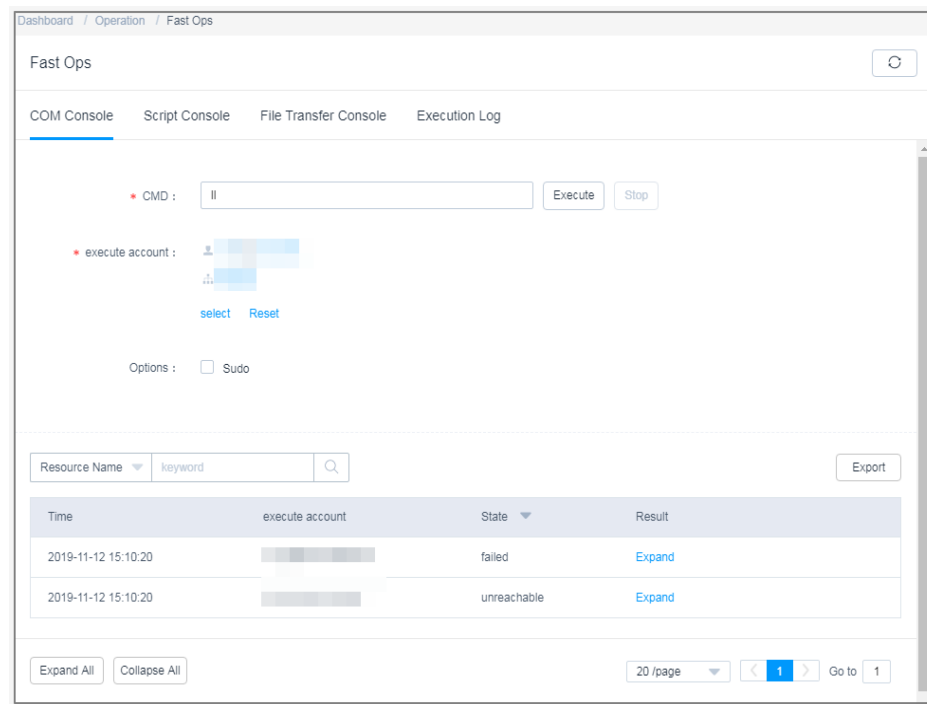 Dashboard / Operation / Fast Ops
Fast Ops
COM Console Script Console File Transfer Console Execution Log
* CMD : ll Execute Stop
* execute account :
select Reset
Options : Sudo
Resource Name keyword Export
Time execute account State Result
2019-11-12 15:10:20 failed Expand
2019-11-12 15:10:20 unreachable Expand
Expand All Collapse All 20 /page 1 Go to 1